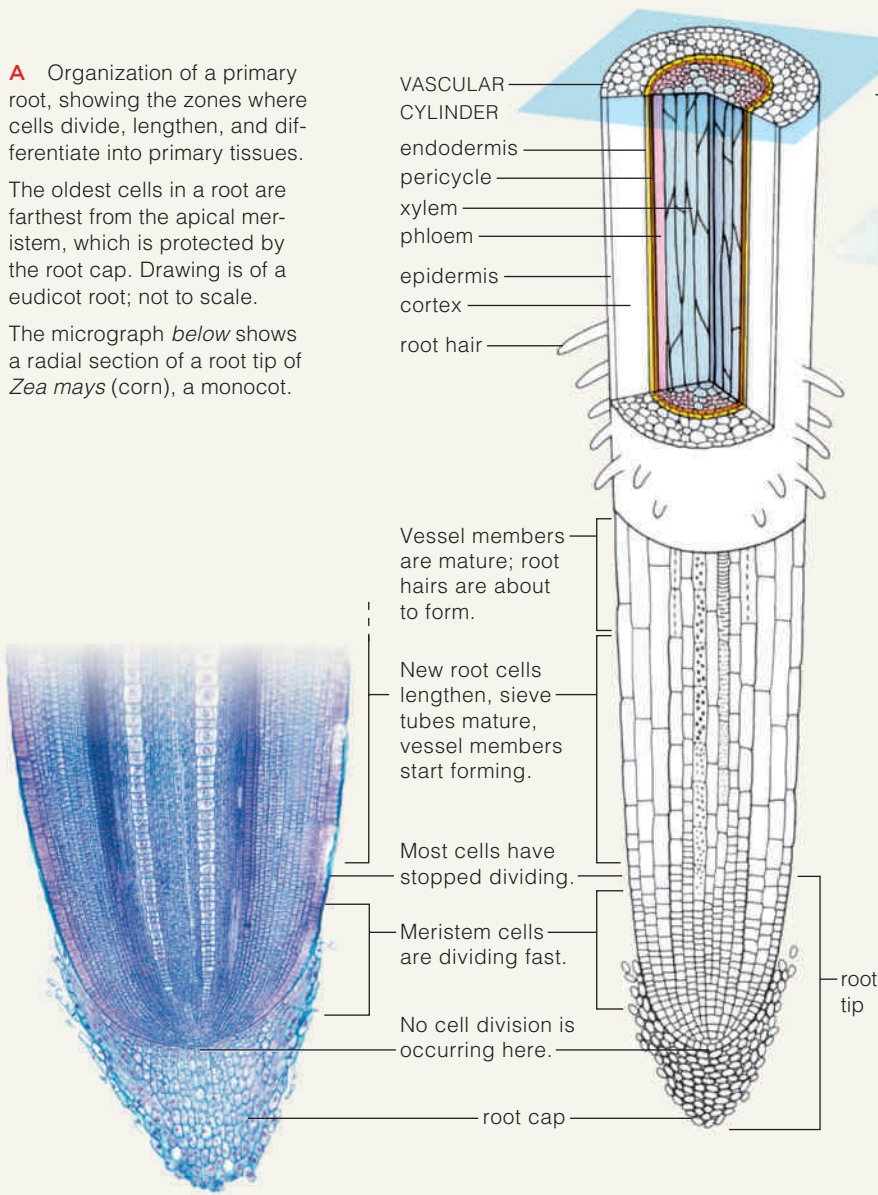 A Organization of a primary
root, showing the zones where
cells divide, lengthen, and dif-
ferentiate into primary tissues.
The oldest cells in a root are
farthest from the apical mer-
istem, which is protected by
the root cap. Drawing is of a
eudicot root; not to scale.
The micrograph below shows
a radial section of a root tip of
Zea mays (corn), a monocot.
VASCULAR
CYLINDER
endodermis
pericycle
xylem
phloem
epidermis
cortex
root hair
Vessel members
are mature; root
hairs are about
to form.
New root cells
lengthen, sieve
tubes mature,
vessel members
start forming.
Most cells have
stopped dividing.
Meristem cells
are dividing fast.
No cell division is
occurring here.
root cap
root
tip